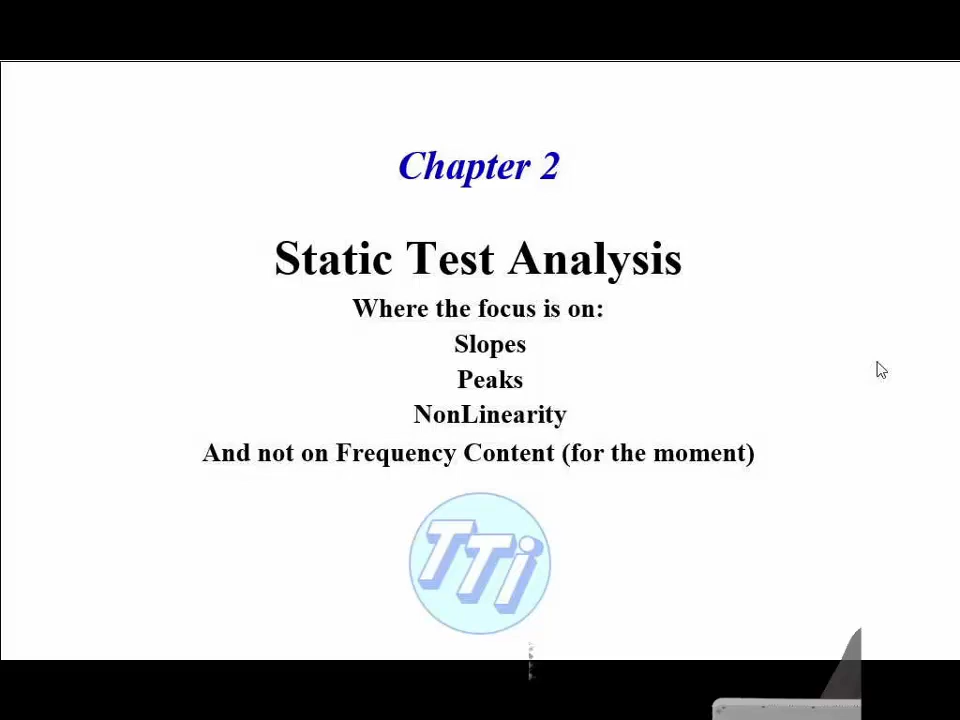 Chapter 2
Static Test Analysis
Where the focus is on:
Slopes
Peaks
NonLinearity
And not on Frequency Content (for the moment)
TTi